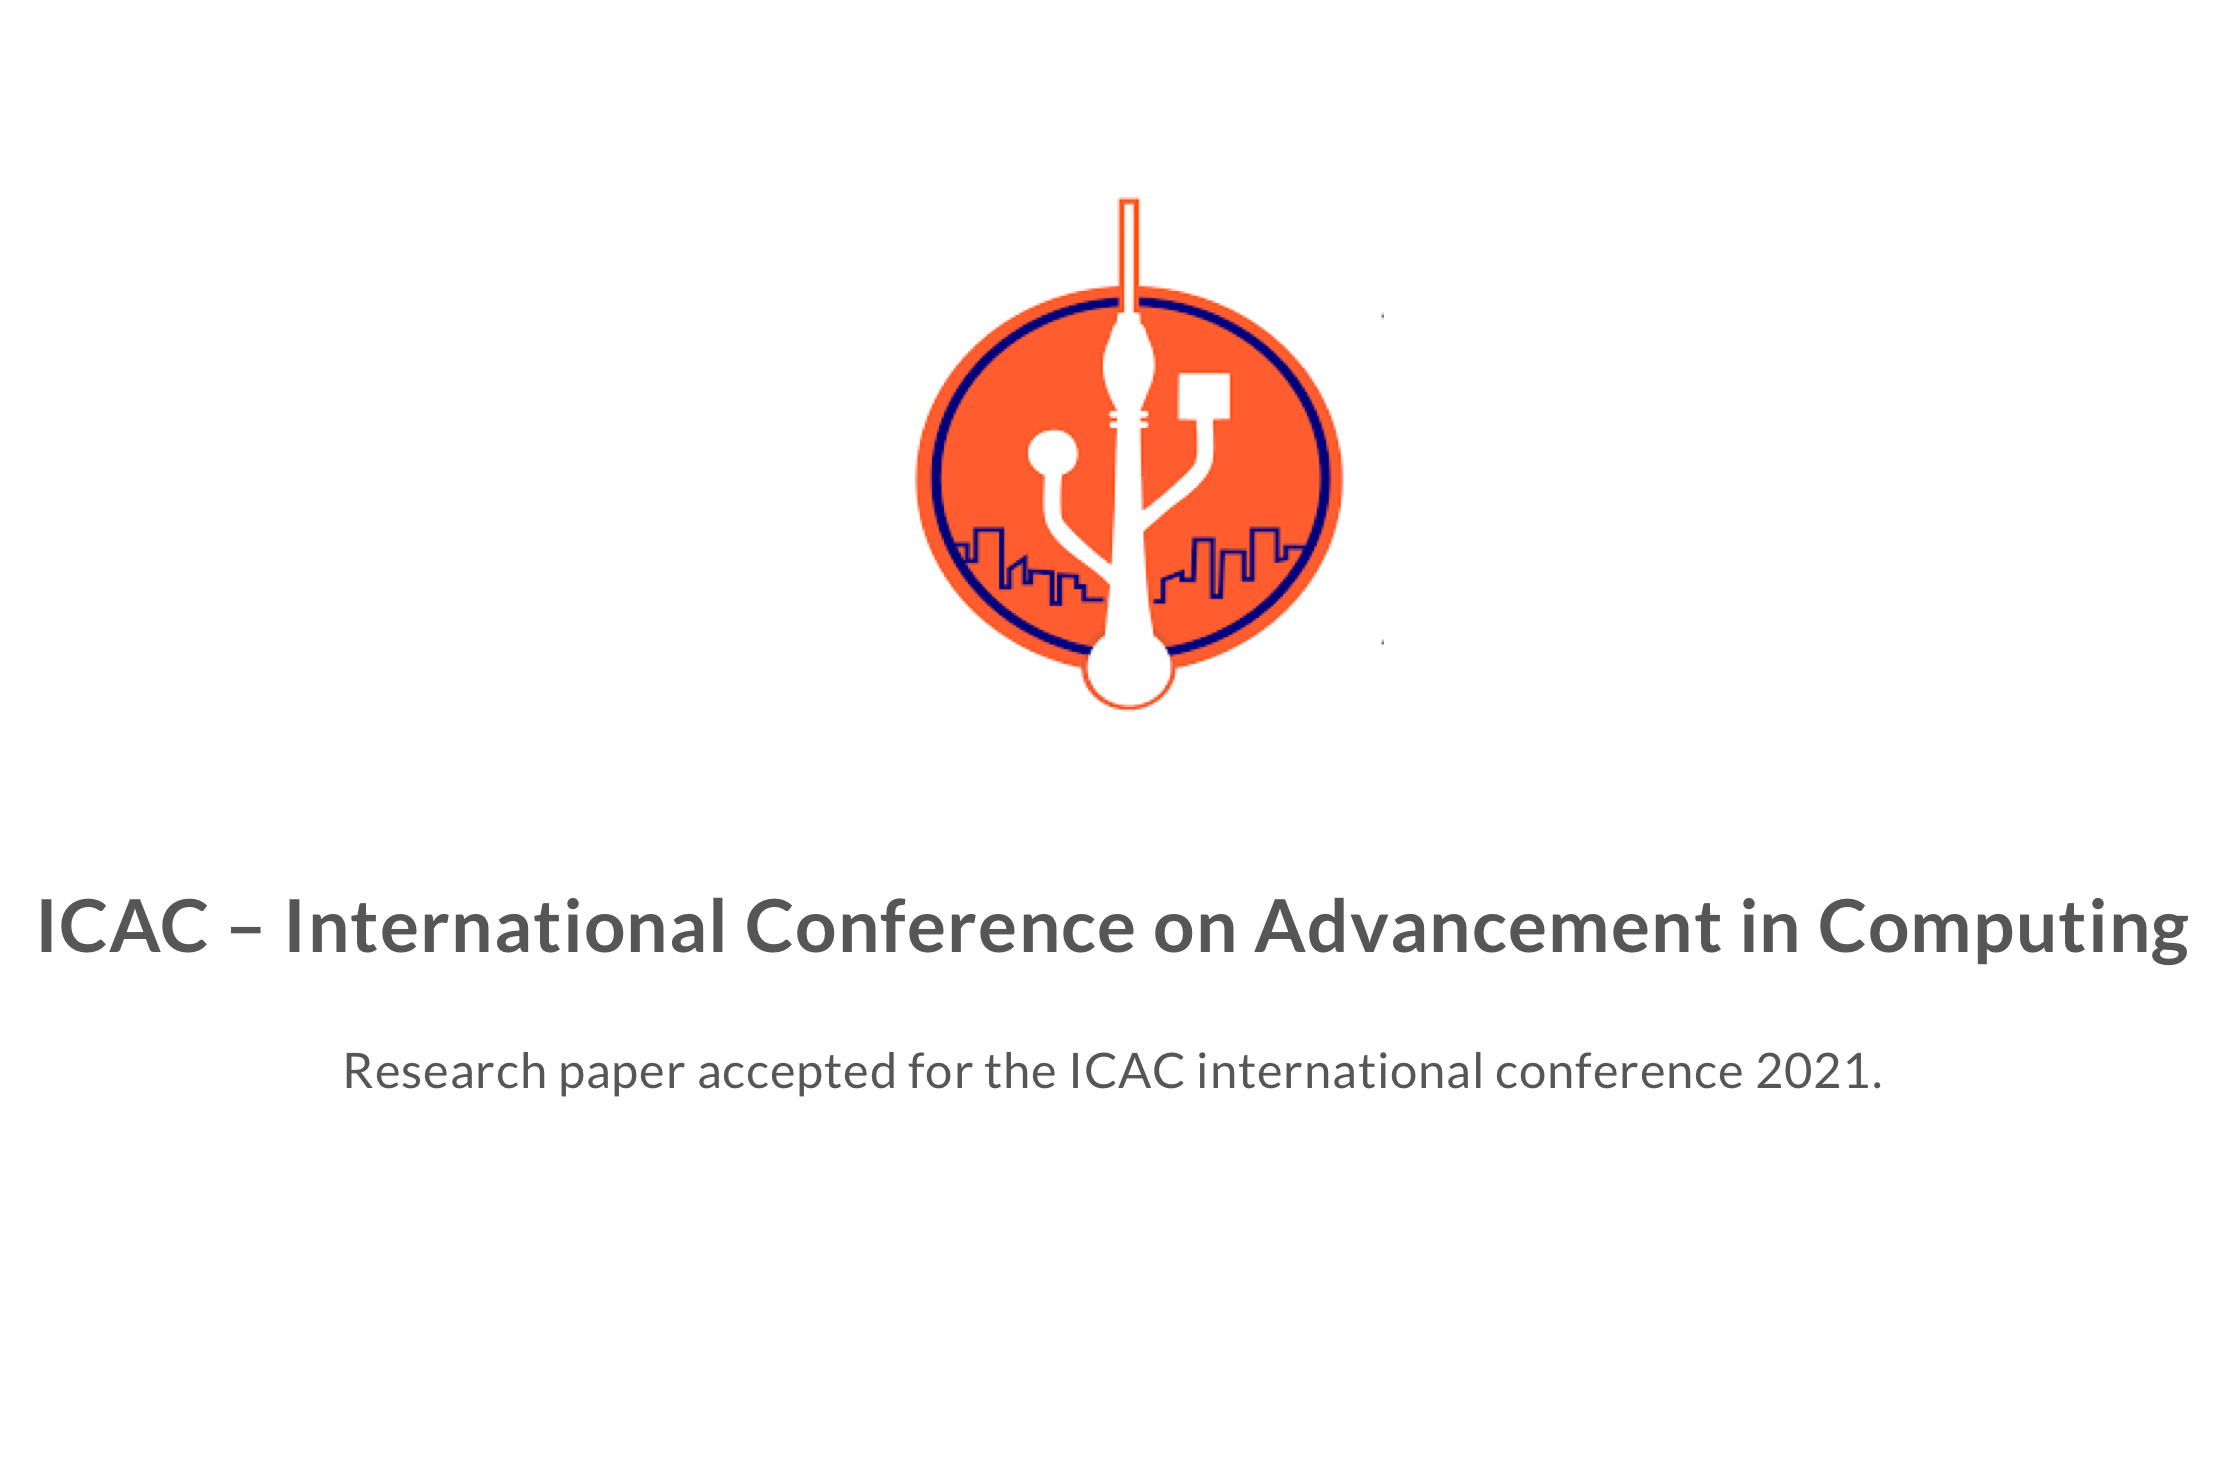 ICAC – International Conference on Advancement in Computing
Research paper accepted for the ICAC international conference 2021.